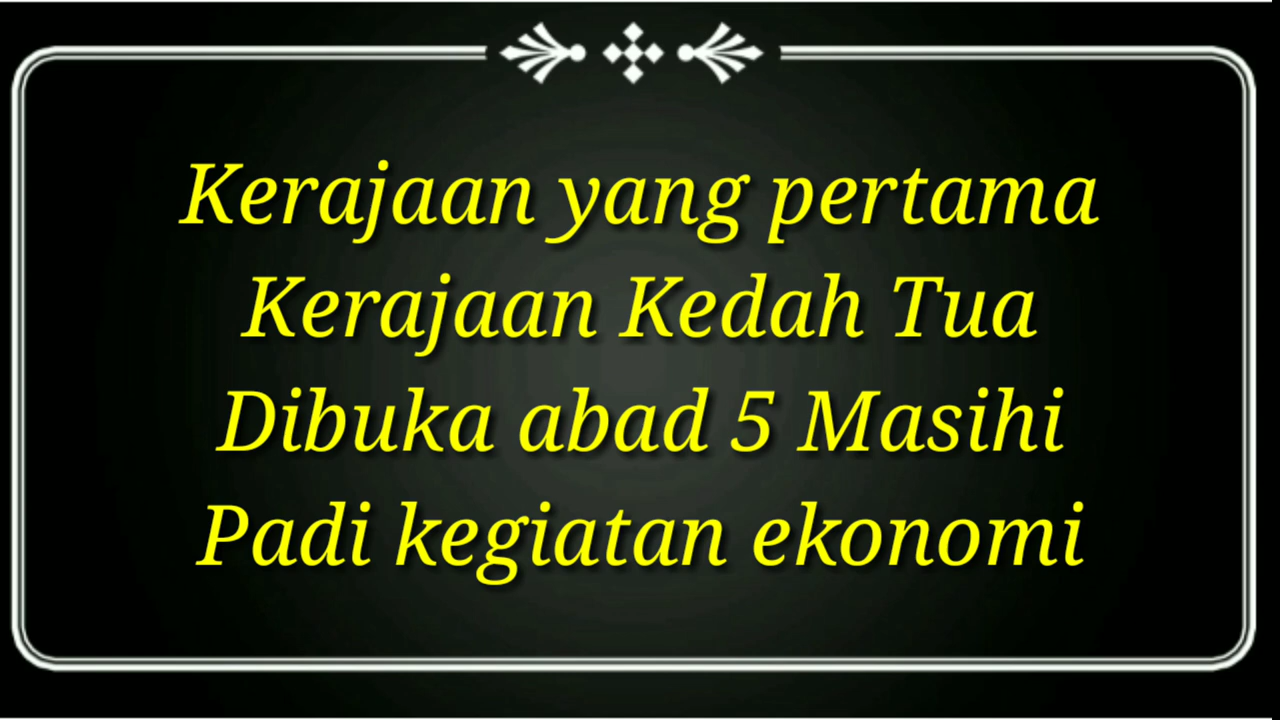 Kerajaan yang pertama
Kerajaan Kedah Tua
Dibuka abad 5 Masihi
Padi kegiatan ekonomi